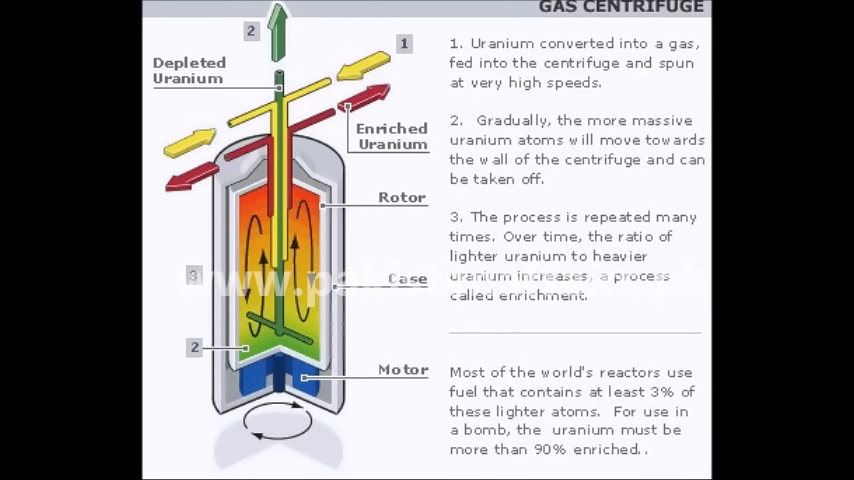 GAS CENTRIFUGE
2
1
Depleted
Uranium
Enriched
Uranium
Rotor
3
Case
2
Motor
1. Uranium converted into a gas,
fed into the centrifuge and spun
at very high speeds.
2. Gradually, the more massive
uranium atoms will move towards
the wall of the centrifuge and can
be taken off.
3. The process is repeated many
times. Over time, the ratio of
lighter uranium to heavier
uranium increases, a process
called enrichment.
Most of the world's reactors use
fuel that contains at least 3% of
these lighter atoms. For use in
a bomb, the uranium must be
more than 90% enriched..